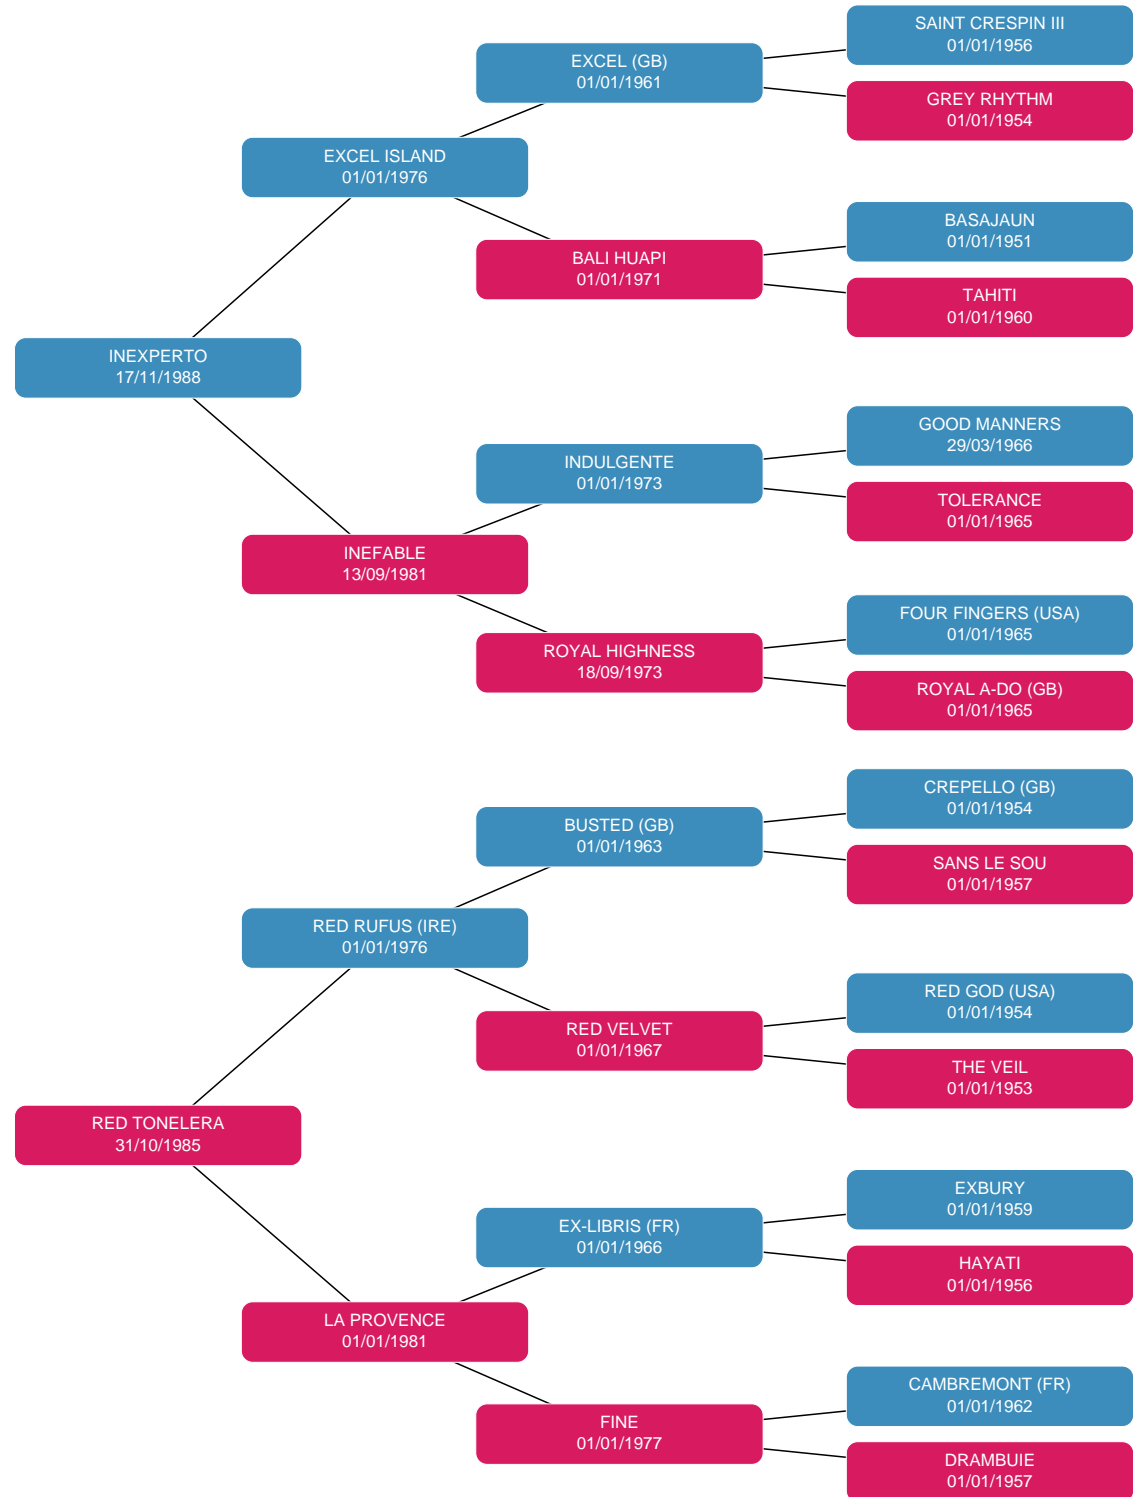 SAINT CRESPIN III
01/01/1956
EXCEL (GB)
01/01/1961
GREY RHYTHM
01/01/1954
EXCEL ISLAND
01/01/1976
BASAJAUN
01/01/1951
BALI HUAPI
01/01/1971
TAHITI
01/01/1960
INEXPERTO
17/11/1988
GOOD MANNERS
29/03/1966
INDULGENTE
01/01/1973
TOLERANCE
01/01/1965
INEFABLE
13/09/1981
FOUR FINGERS (USA)
01/01/1965
ROYAL HIGHNESS
18/09/1973
ROYAL A-DO (GB)
01/01/1965
CREPELLO (GB)
01/01/1954
BUSTED (GB)
01/01/1963
SANS LE SOU
01/01/1957
RED RUFUS (IRE)
01/01/1976
RED GOD (USA)
01/01/1954
RED VELVET
01/01/1967
THE VEIL
01/01/1953
RED TONELERA
31/10/1985
EXBURY
01/01/1959
EX-LIBRIS (FR)
01/01/1966
HAYATI
01/01/1956
LA PROVENCE
01/01/1981
CAMBREMONT (FR)
01/01/1962
FINE
01/01/1977
DRAMBUIE
01/01/1957